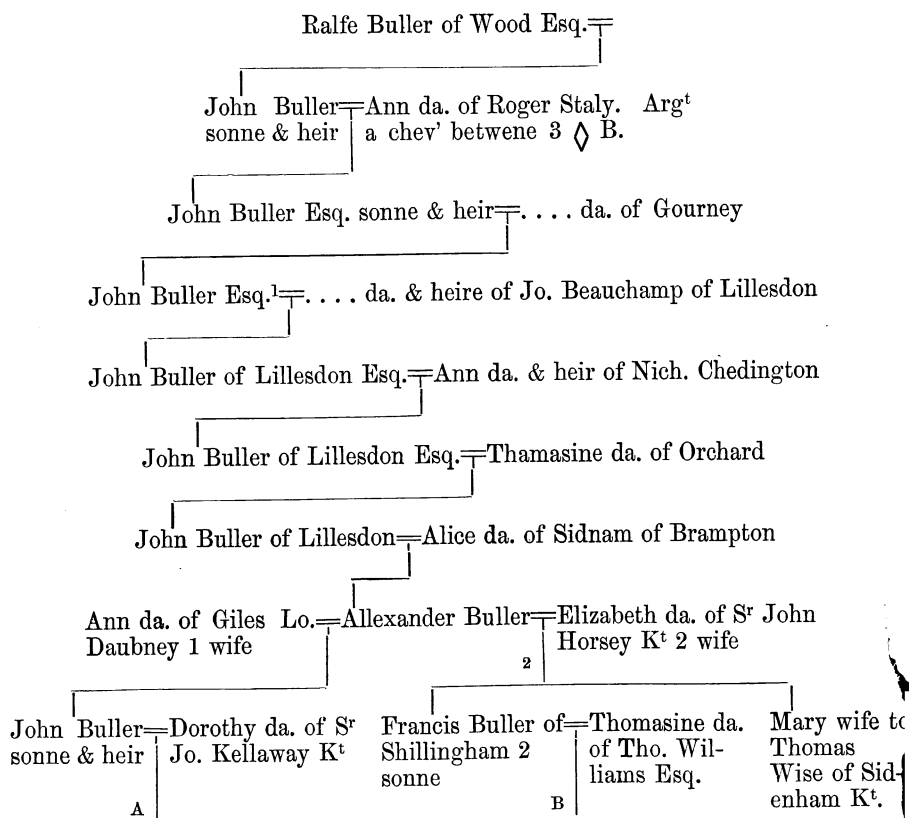 Ralfe Buller of Wood Esq.
John Buller Ann da. of Roger Staly. Argᵗ
sonne & heir a chev' betwene 3 ◊ B.
John Buller Esq. sonne & heir . . . . da. of Gourney
John Buller Esq.¹ . . . . da. & heire of Jo. Beauchamp of Lillesdon
John Buller of Lillesdon Esq. Ann da. & heir of Nich. Chedington
John Buller of Lillesdon Esq. Thamasine da. of Orchard
John Buller of Lillesdon Alice da. of Sidnam of Brampton
Ann da. of Giles Lo. Allexander Buller Elizabeth da. of Sʳ John
Daubney 1 wife Horsey Kᵗ 2 wife
2
John Buller Dorothy da. of Sʳ Francis Buller of Thomasine da. Mary wife to
sonne & heir Jo. Kellaway Kᵗ Shillingham 2 of Tho. Wil- Thomas
sonne liams Esq. Wise of Sid-
A B enham Kᵗ.